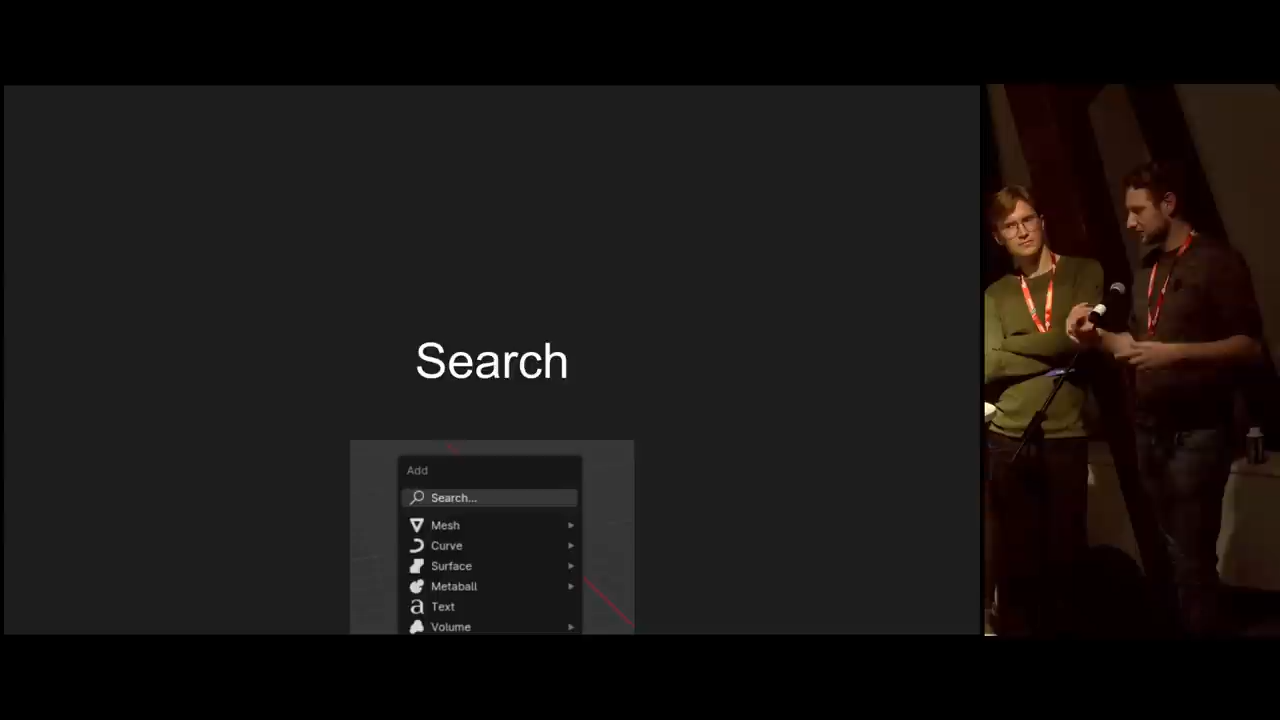 Search
Add
Search...
Mesh
Curve
Surface
Metaball
Text
Volume